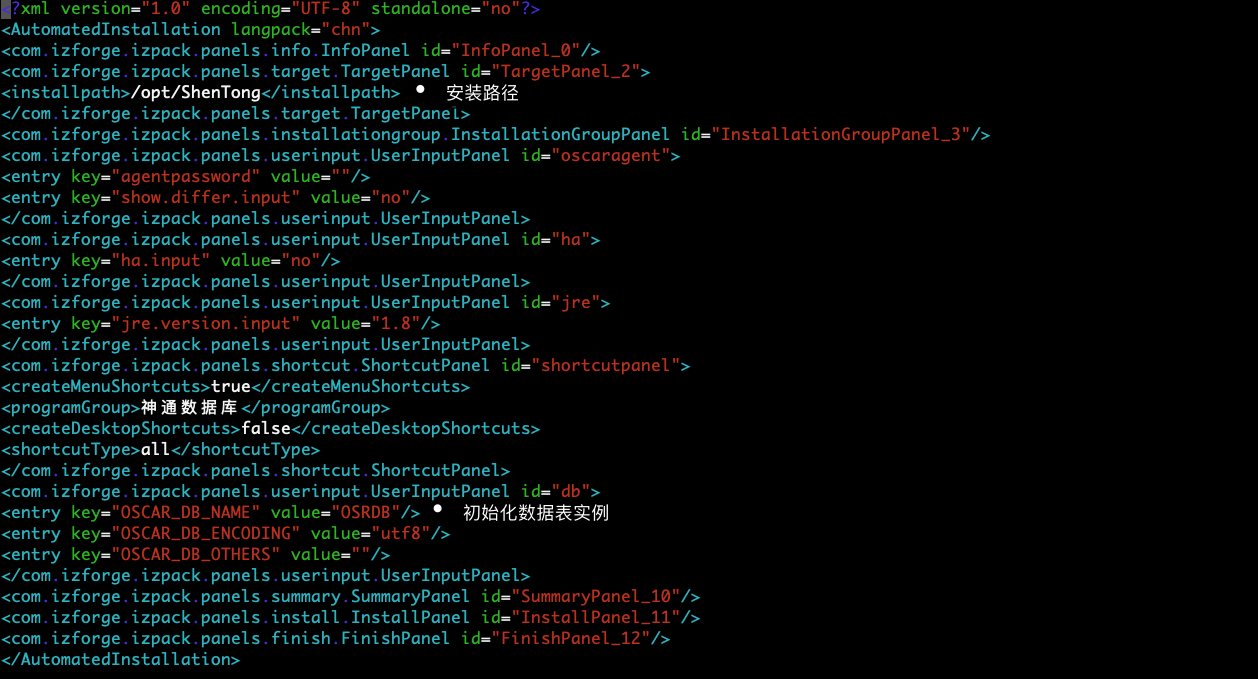 <?xml version="1.0" encoding="UTF-8" standalone="no"?>
<AutomatedInstallation langpack="chn">
<com.izforge.izpack.panels.info.InfoPanel id="InfoPanel_0"/>
<com.izforge.izpack.panels.target.TargetPanel id="TargetPanel_2">
<installpath>/opt/ShenTong</installpath> • 安装路径
</com.izforge.izpack.panels.target.TargetPanel>
<com.izforge.izpack.panels.installationgroup.InstallationGroupPanel id="InstallationGroupPanel_3"/>
<com.izforge.izpack.panels.userinput.UserInputPanel id="oscaragent">
<entry key="agentpassword" value=""/>
<entry key="show.differ.input" value="no"/>
</com.izforge.izpack.panels.userinput.UserInputPanel>
<com.izforge.izpack.panels.userinput.UserInputPanel id="ha">
<entry key="ha.input" value="no"/>
</com.izforge.izpack.panels.userinput.UserInputPanel>
<com.izforge.izpack.panels.userinput.UserInputPanel id="jre">
<entry key="jre.version.input" value="1.8"/>
</com.izforge.izpack.panels.userinput.UserInputPanel>
<com.izforge.izpack.panels.shortcut.ShortcutPanel id="shortcutpanel">
<createMenuShortcuts>true</createMenuShortcuts>
<programGroup>神通数据库</programGroup>
<createDesktopShortcuts>false</createDesktopShortcuts>
<shortcutType>all</shortcutType>
</com.izforge.izpack.panels.shortcut.ShortcutPanel>
<com.izforge.izpack.panels.userinput.UserInputPanel id="db">
<entry key="OSCAR_DB_NAME" value="OSRDB"/> • 初始化数据表实例
<entry key="OSCAR_DB_ENCODING" value="utf8"/>
<entry key="OSCAR_DB_OTHERS" value=""/>
</com.izforge.izpack.panels.userinput.UserInputPanel>
<com.izforge.izpack.panels.summary.SummaryPanel id="SummaryPanel_10"/>
<com.izforge.izpack.panels.install.InstallPanel id="InstallPanel_11"/>
<com.izforge.izpack.panels.finish.FinishPanel id="FinishPanel_12"/>
</AutomatedInstallation>